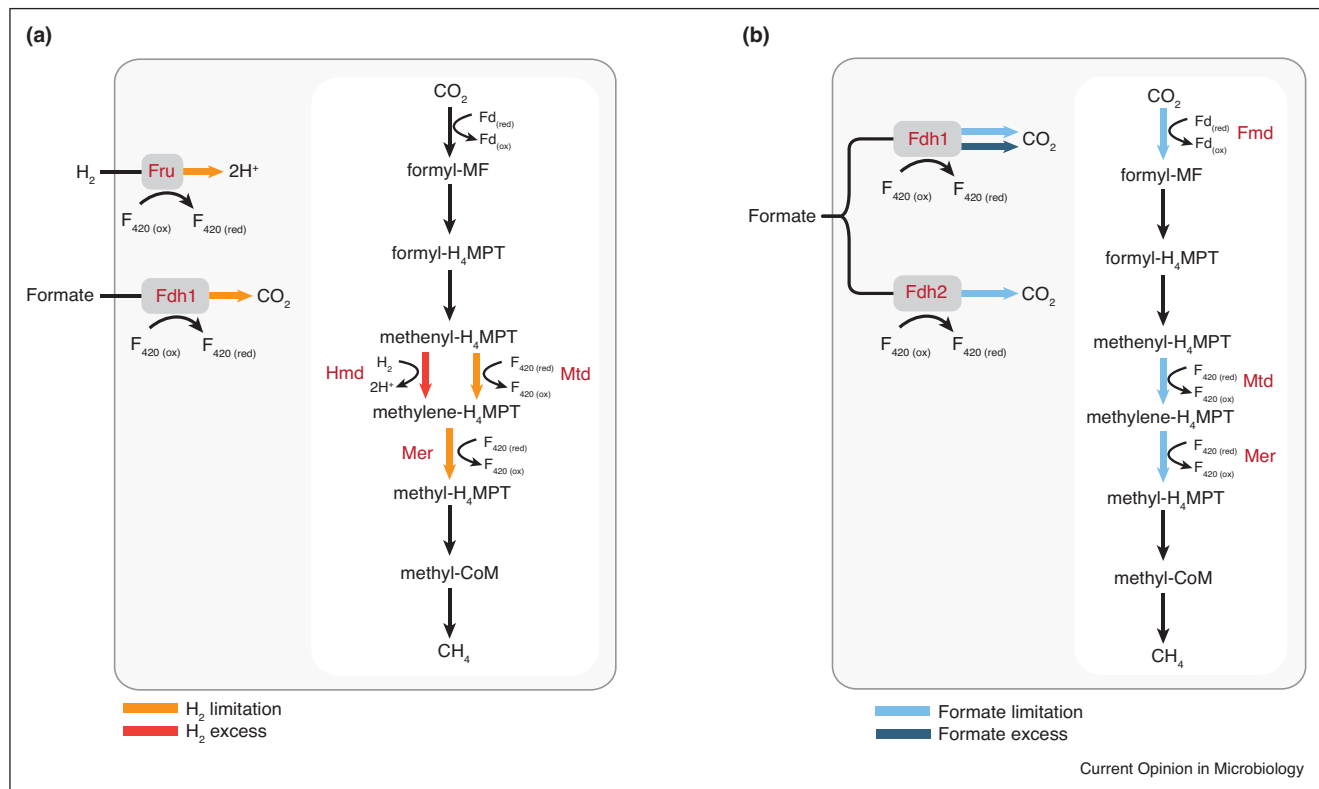 (a)
CO₂
Fd(red)
Fd(ox)
formyl-MF
H₂
Fru
2H⁺
F₄₂₀ (ox)
F₄₂₀ (red)
formyl-H₄MPT
Formate
Fdh1
CO₂
F₄₂₀ (ox)
F₄₂₀ (red)
methenyl-H₄MPT
Hmd
H₂
2H⁺
F₄₂₀ (red)
F₄₂₀ (ox)
Mtd
methylene-H₄MPT
Mer
F₄₂₀ (red)
F₄₂₀ (ox)
methyl-H₄MPT
methyl-CoM
CH₄
H₂ limitation
H₂ excess
(b)
Formate
Fdh1
CO₂
F₄₂₀ (ox)
F₄₂₀ (red)
Fdh2
CO₂
F₄₂₀ (ox)
F₄₂₀ (red)
CO₂
Fd(red)
Fd(ox)
Fmd
formyl-MF
formyl-H₄MPT
methenyl-H₄MPT
F₄₂₀ (red)
F₄₂₀ (ox)
Mtd
methylene-H₄MPT
F₄₂₀ (red)
F₄₂₀ (ox)
Mer
methyl-H₄MPT
methyl-CoM
CH₄
Formate limitation
Formate excess
Current Opinion in Microbiology